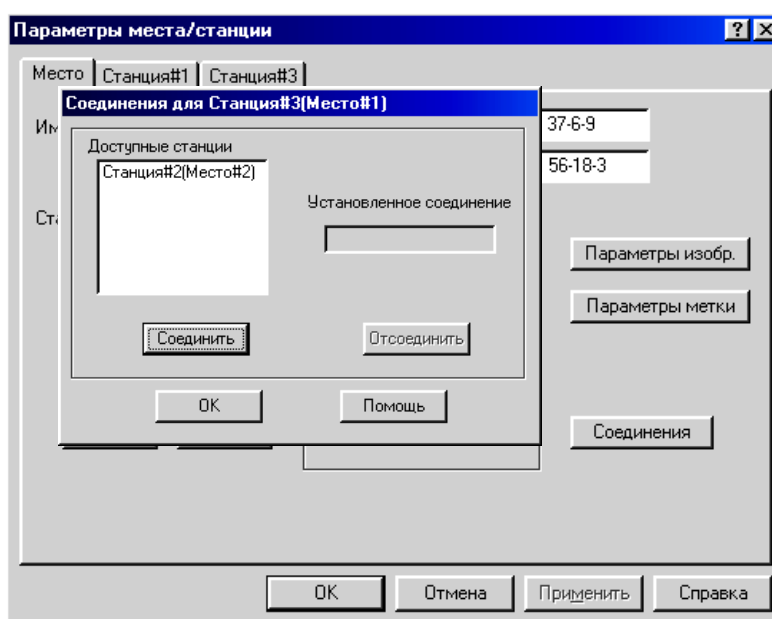 Параметры места/станции
Место Станция#1 Станция#3
Соединения для Станция#3(Место#1)
37-6-9
Доступные станции
Станция#2(Место#2)
56-18-3
Установленное соединение
Параметры изобр.
Параметры метки
Соединить Отсоединить
OK Помощь
Соединения
OK Отмена Применить Справка